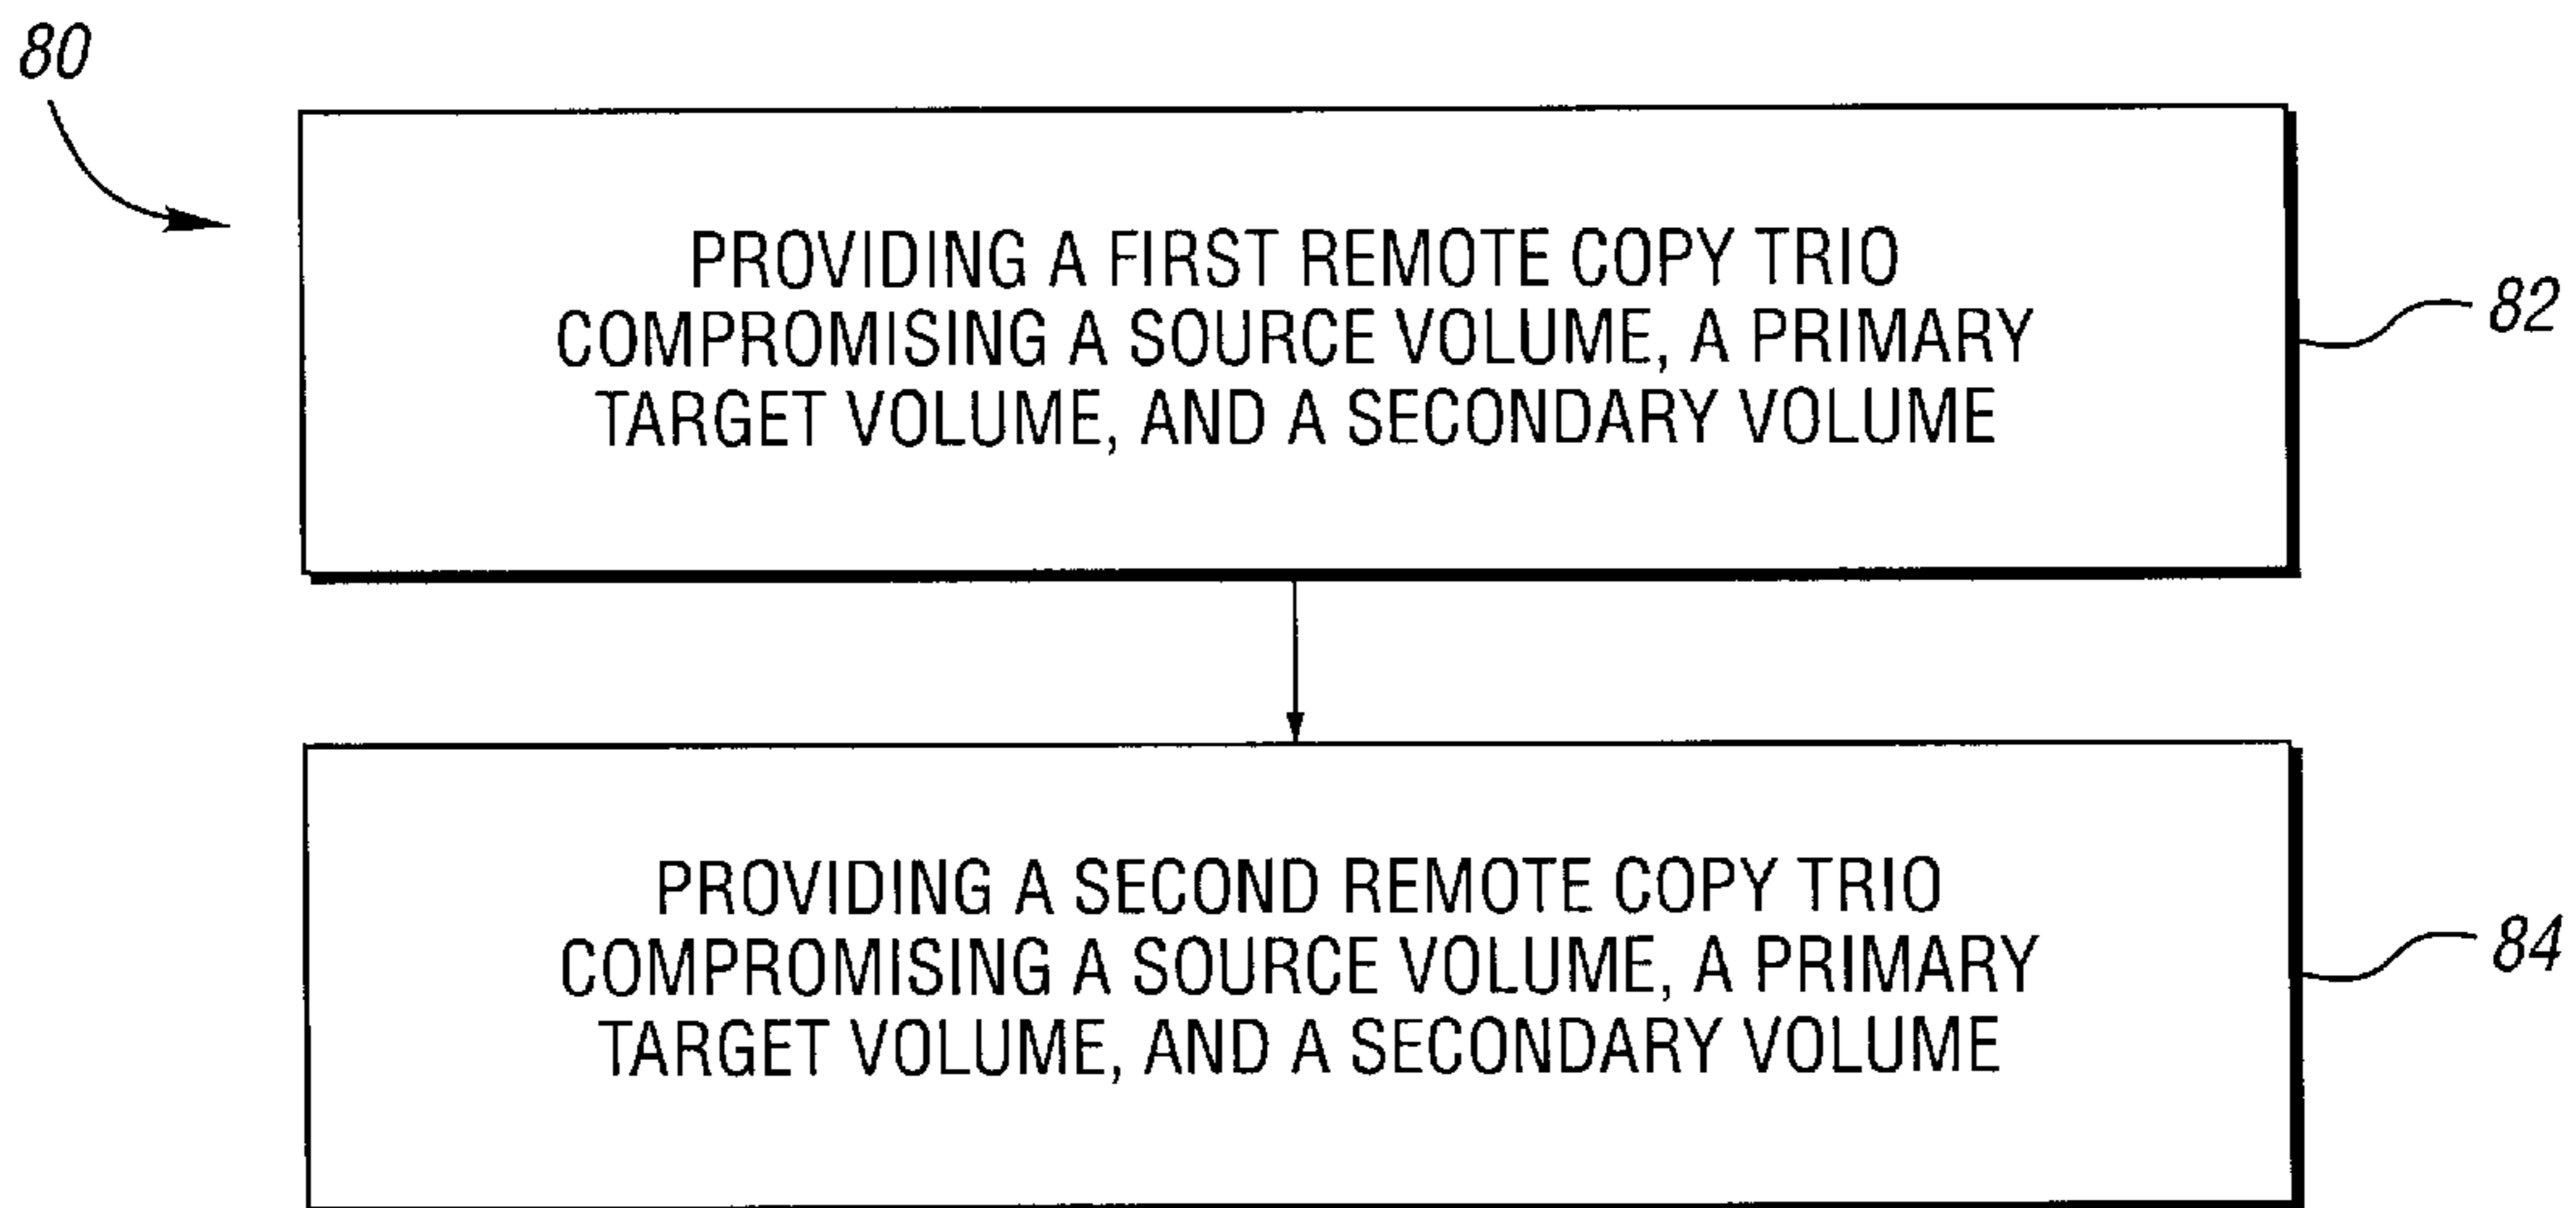 80
PROVIDING A FIRST REMOTE COPY TRIO
COMPROMISING A SOURCE VOLUME, A PRIMARY
TARGET VOLUME, AND A SECONDARY VOLUME
82
PROVIDING A SECOND REMOTE COPY TRIO
COMPROMISING A SOURCE VOLUME, A PRIMARY
TARGET VOLUME, AND A SECONDARY VOLUME
84